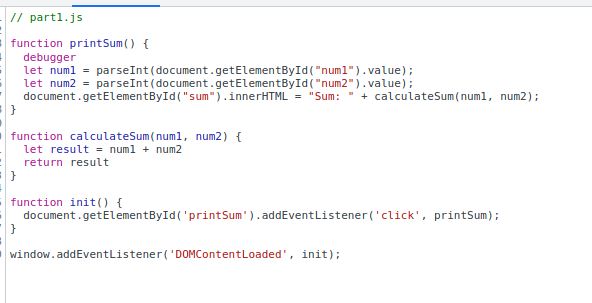 // part1.js
function printSum() {
debugger
let num1 = parseInt(document.getElementById("num1").value);
let num2 = parseInt(document.getElementById("num2").value);
document.getElementById("sum").innerHTML = "Sum: " + calculateSum(num1, num2);
}
function calculateSum(num1, num2) {
let result = num1 + num2
return result
}
function init() {
document.getElementById('printSum').addEventListener('click', printSum);
}
window.addEventListener('DOMContentLoaded', init);